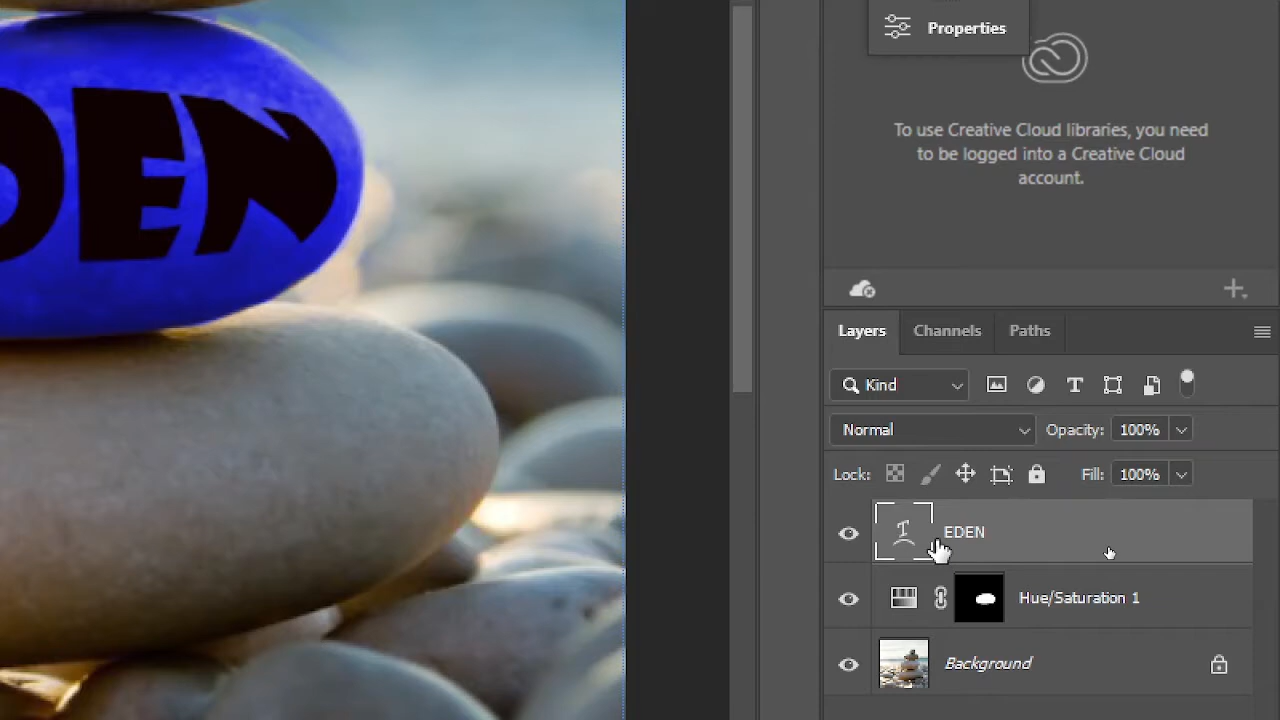 Properties
To use Creative Cloud libraries, you need
to be logged into a Creative Cloud
account.
DEN
Layers
Channels
Paths
Kind
Normal
Opacity: 100%
Lock:
Fill: 100%
EDEN
Hue/Saturation 1
Background